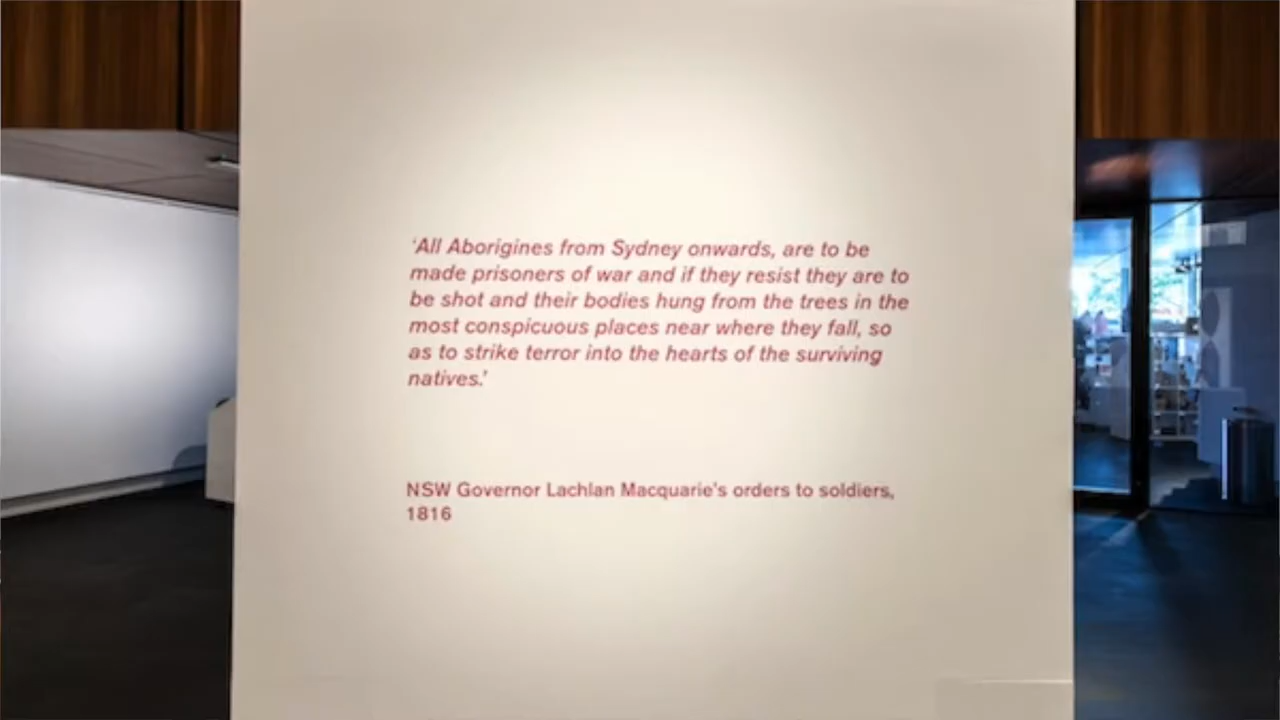 'All Aborigines from Sydney onwards, are to be
made prisoners of war and if they resist they are to
be shot and their bodies hung from the trees in the
most conspicuous places near where they fall, so
as to strike terror into the hearts of the surviving
natives.'
NSW Governor Lachlan Macquarie's orders to soldiers,
1816